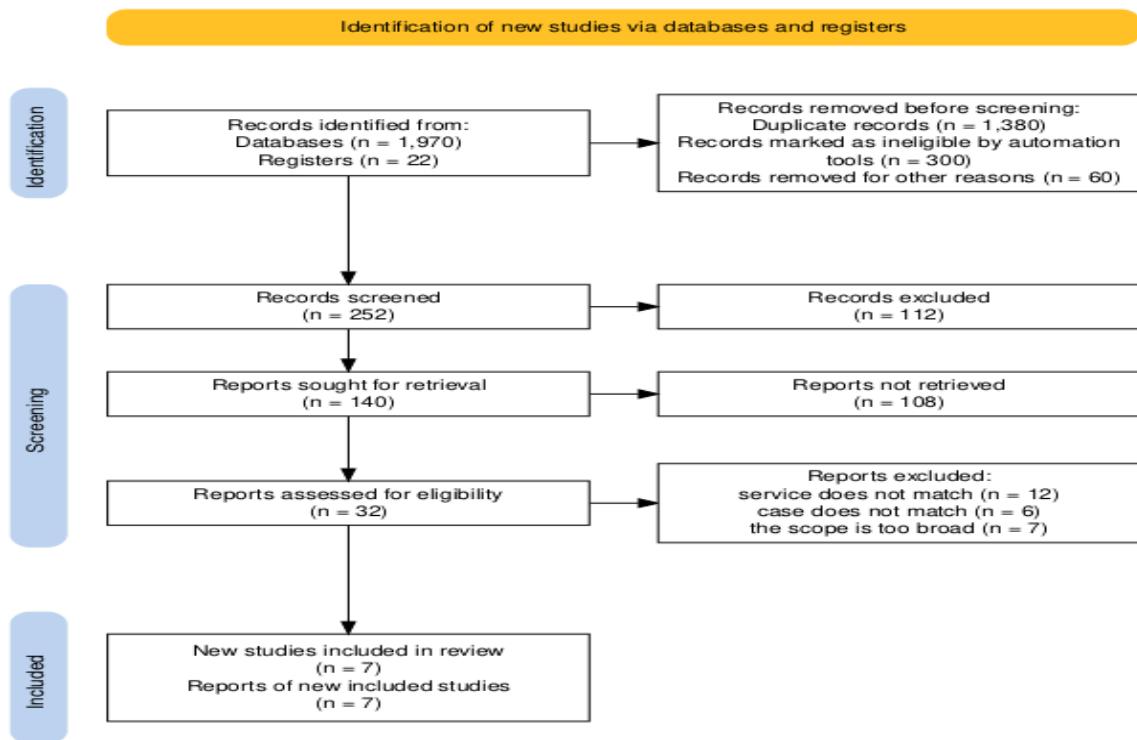 Identification of new studies via databases and registers
Identification
Records identified from:
Databases (n = 1,970)
Registers (n = 22)
Records removed before screening:
Duplicate records (n = 1,380)
Records marked as ineligible by automation
tools (n = 300)
Records removed for other reasons (n = 60)
Screening
Records screened
(n = 252)
Records excluded
(n = 112)
Reports sought for retrieval
(n = 140)
Reports not retrieved
(n = 108)
Reports assessed for eligibility
(n = 32)
Reports excluded:
service does not match (n = 12)
case does not match (n = 6)
the scope is too broad (n = 7)
Included
New studies included in review
(n = 7)
Reports of new included studies
(n = 7)